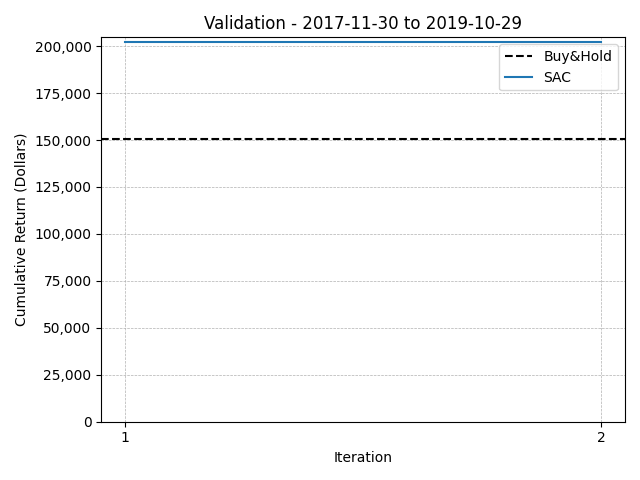 Validation - 2017-11-30 to 2019-10-29
200,000
175,000
150,000
125,000
100,000
75,000
50,000
25,000
0
Cumulative Return (Dollars)
Buy&Hold
SAC
1
2
Iteration